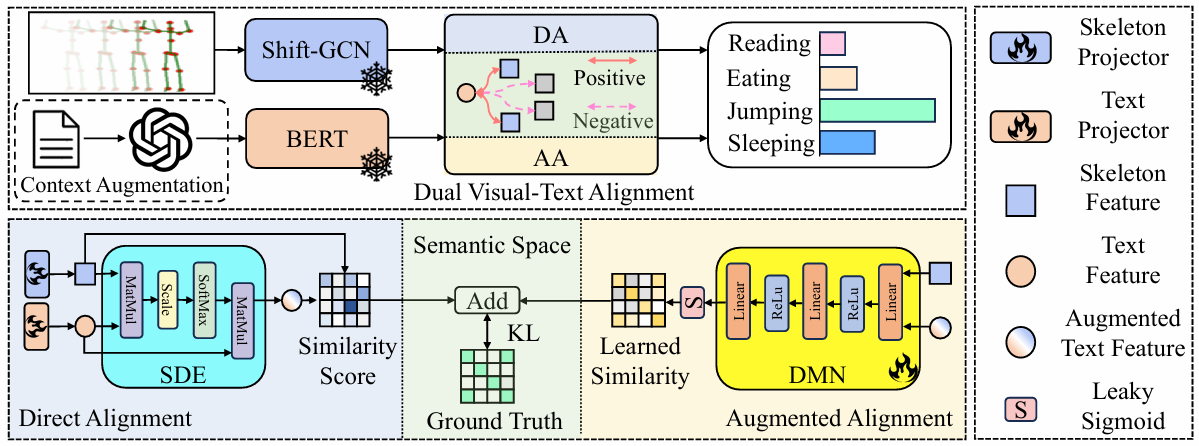 Shift-GCN
BERT
Context Augmentation
DA
Positive
Negative
AA
Dual Visual-Text Alignment
Reading
Eating
Jumping
Sleeping
MatMul
Scale
SoftMax
MatMul
SDE
Similarity
Score
Direct Alignment
Semantic Space
Add
KL
Ground Truth
Learned
Similarity
S
Linear
ReLu
Linear
ReLu
Linear
DMN
Augmented Alignment
Skeleton
Projector
Text
Projector
Skeleton
Feature
Text
Feature
Augmented
Text Feature
S
Leaky
Sigmoid